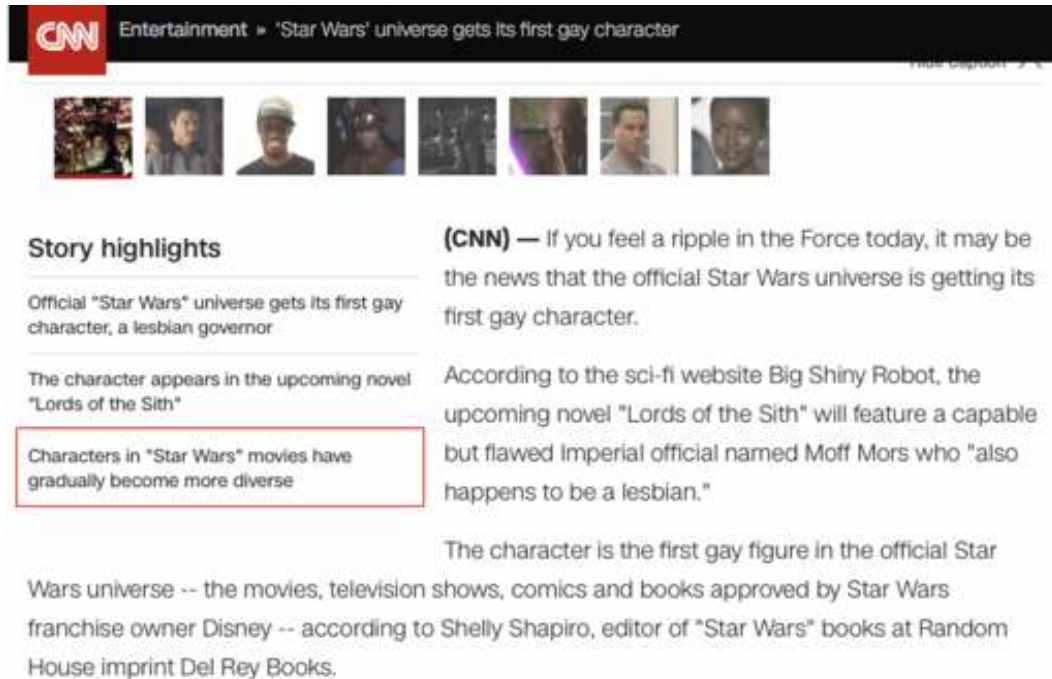 CNN Entertainment » 'Star Wars' universe gets its first gay character
Hide Caption
Story highlights
Official "Star Wars" universe gets its first gay
character, a lesbian governor
The character appears in the upcoming novel
"Lords of the Sith"
Characters in "Star Wars" movies have
gradually become more diverse
(CNN) — If you feel a ripple in the Force today, it may be
the news that the official Star Wars universe is getting its
first gay character.
According to the sci-fi website Big Shiny Robot, the
upcoming novel "Lords of the Sith" will feature a capable
but flawed Imperial official named Moff Mors who "also
happens to be a lesbian."
The character is the first gay figure in the official Star
Wars universe -- the movies, television shows, comics and books approved by Star Wars
franchise owner Disney -- according to Shelly Shapiro, editor of "Star Wars" books at Random
House imprint Del Rey Books.